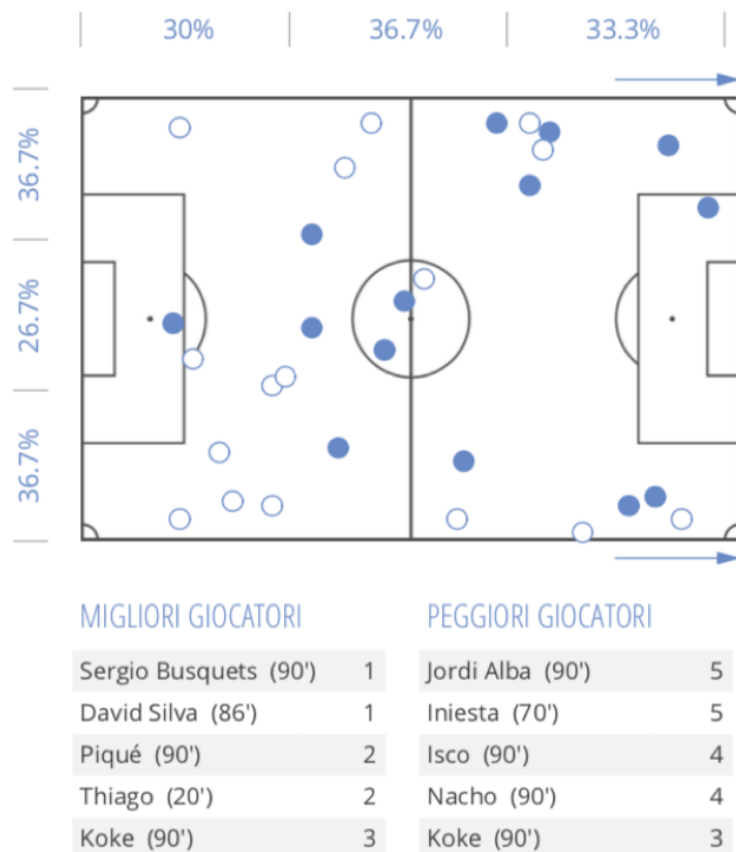 30% 36.7% 33.3%
36.7%
26.7%
36.7%
MIGLIORI GIOCATORI PEGGIORI GIOCATORI
Sergio Busquets (90') 1 Jordi Alba (90') 5
David Silva (86') 1 Iniesta (70') 5
Piqué (90') 2 Isco (90') 4
Thiago (20') 2 Nacho (90') 4
Koke (90') 3 Koke (90') 3